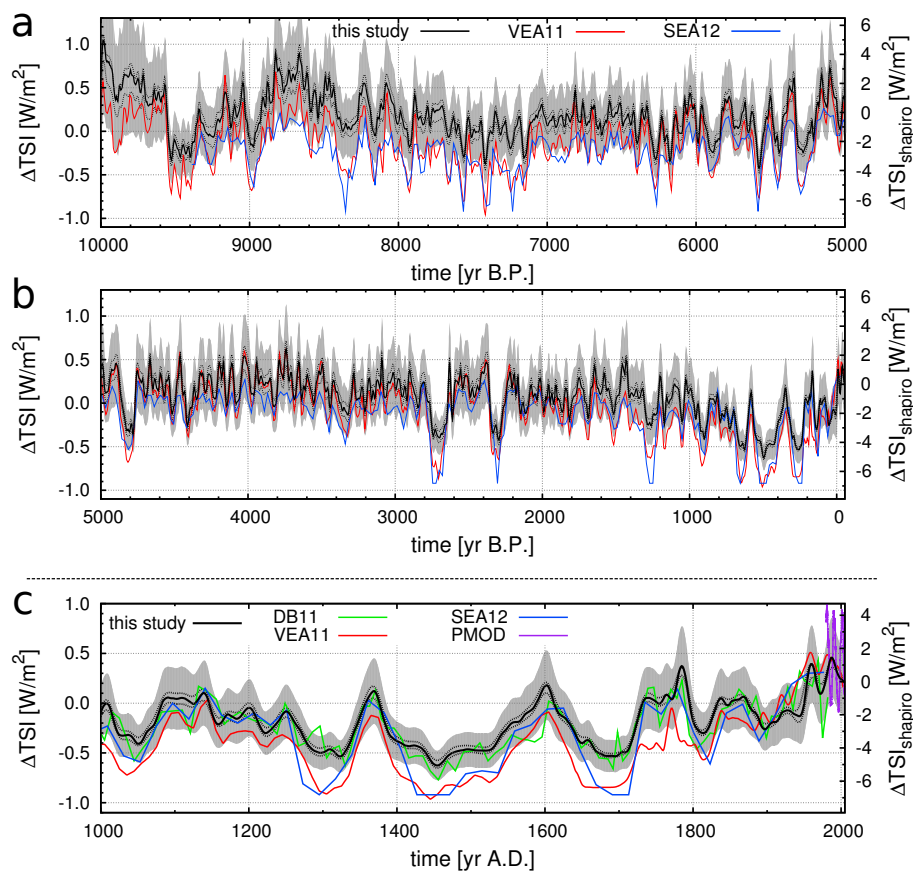 a
this study VEA11 SEA12
ΔTSI [W/m²]
1.0
0.5
0.0
-0.5
-1.0
6
4
2
0
-2
-4
-6
ΔTSIshapiro [W/m²]
10000 9000 8000 7000 6000 5000
time [yr B.P.]
b
ΔTSI [W/m²]
1.0
0.5
0.0
-0.5
-1.0
6
4
2
0
-2
-4
-6
ΔTSIshapiro [W/m²]
5000 4000 3000 2000 1000 0
time [yr B.P.]
c
this study DB11 SEA12
VEA11 PMOD
ΔTSI [W/m²]
1.0
0.5
0.0
-0.5
-1.0
4
2
0
-2
-4
-6
ΔTSIshapiro [W/m²]
1000 1200 1400 1600 1800 2000
time [yr A.D.]